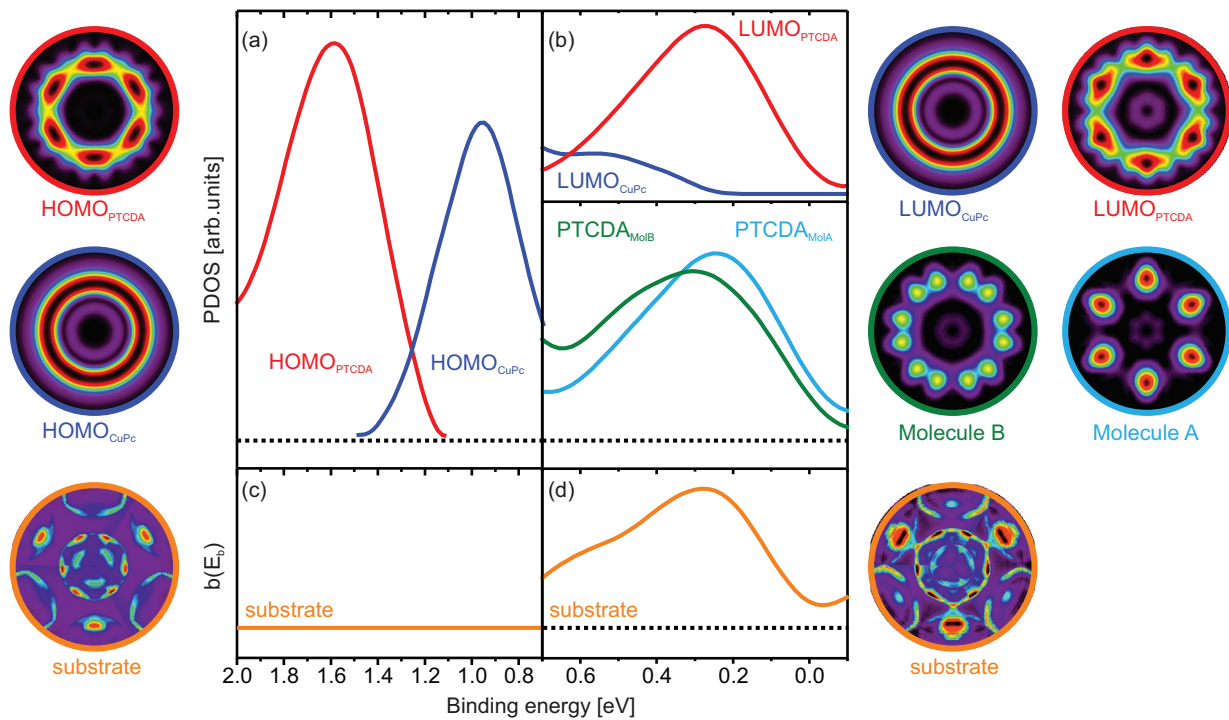 (a)
(b)
(c)
(d)
HOMO_PTCDA
HOMO_CuPc
substrate
PDOS [arb.units]
b(E_b)
HOMO_PTCDA
HOMO_CuPc
LUMO_PTCDA
LUMO_CuPc
PTCDA_MolB
PTCDA_MolA
substrate
substrate
2.0 1.8 1.6 1.4 1.2 1.0 0.8
0.6 0.4 0.2 0.0
Binding energy [eV]
LUMO_CuPc
LUMO_PTCDA
Molecule B
Molecule A
substrate